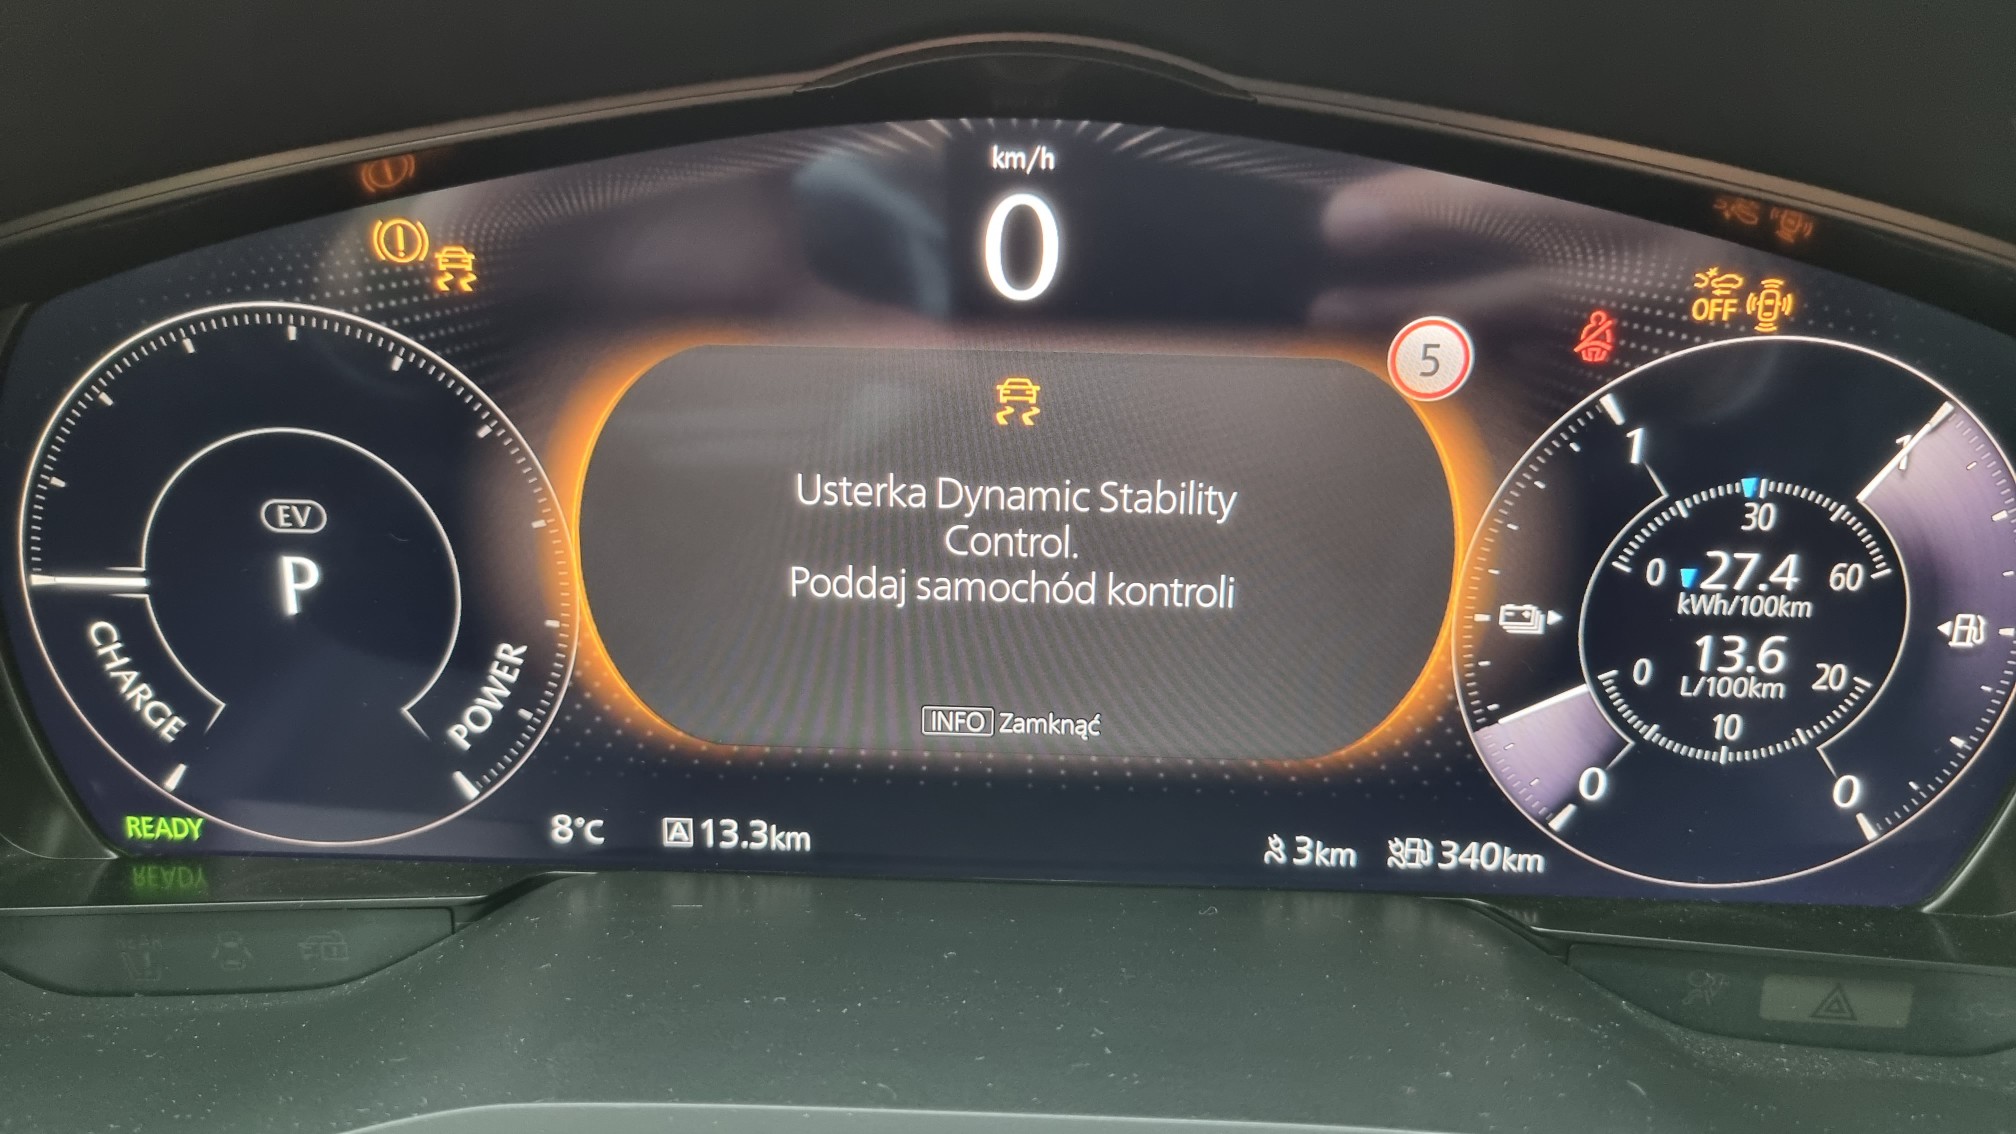 km/h
0
OFF
5
EV
P
CHARGE
POWER
READY
Usterka Dynamic Stability
Control.
Poddaj samochód kontroli
INFO Zamknąć
8°C
A 13.3km
3km
340km
1
1
30
0 27.4 60
kWh/100km
13.6
0 L/100km 20
10
0
0
READY